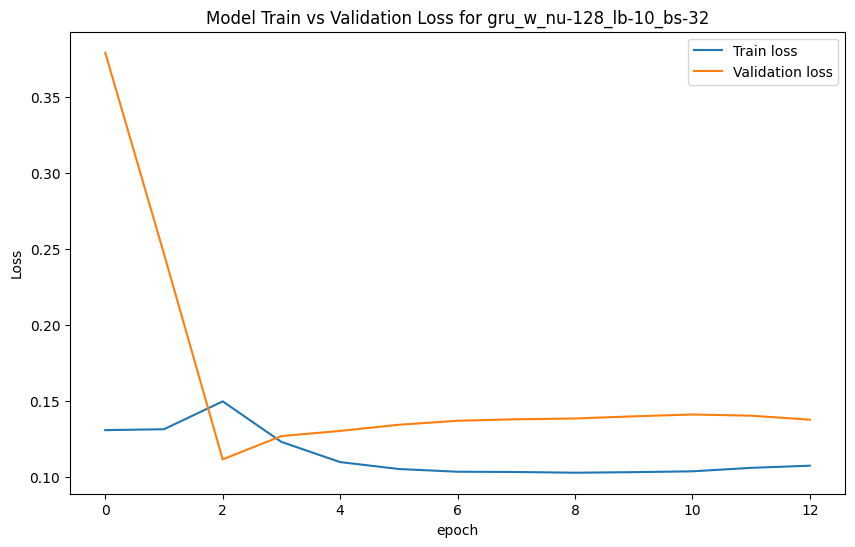 Model Train vs Validation Loss for gru_w_nu-128_lb-10_bs-32
Train loss
Validation loss
Loss
0.35
0.30
0.25
0.20
0.15
0.10
0 2 4 6 8 10 12
epoch